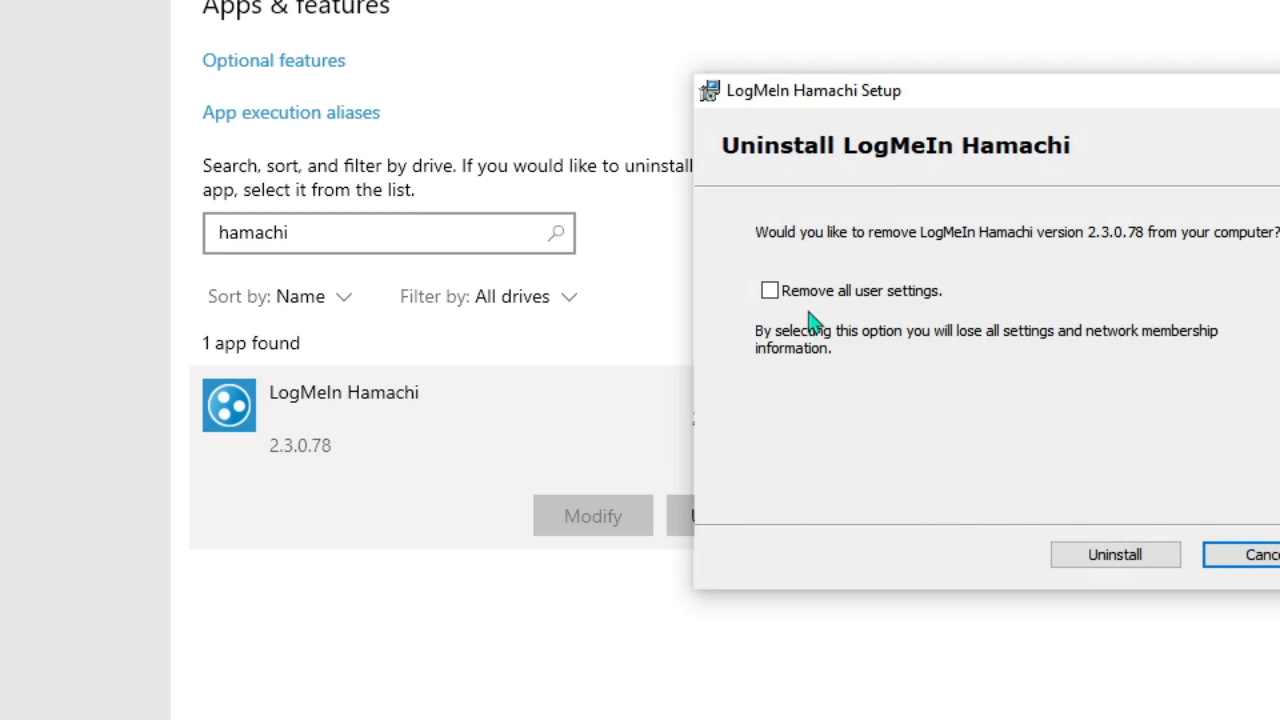 Apps & features
Optional features
App execution aliases
Search, sort, and filter by drive. If you would like to uninstall
app, select it from the list.
hamachi
Sort by: Name
Filter by: All drives
1 app found
LogMeIn Hamachi
2.3.0.78
Modify
LogMeIn Hamachi Setup
Uninstall LogMeIn Hamachi
Would you like to remove LogMeIn Hamachi version 2.3.0.78 from your computer?
Remove all user settings.
By selecting this option you will lose all settings and network membership
information.
Uninstall
Cance